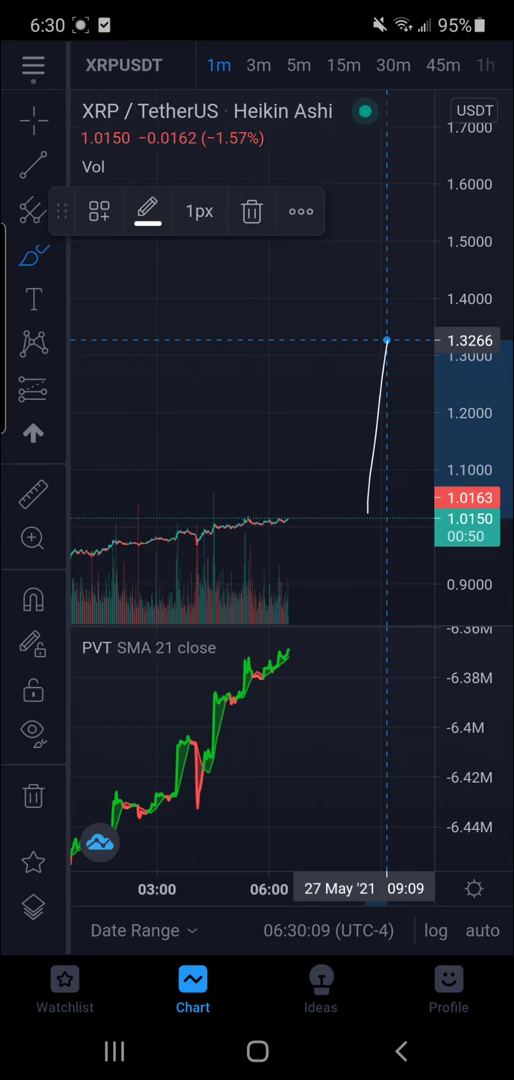 6:30
95%
XRPUSDT 1m 3m 5m 15m 30m 45m 1h
XRP / TetherUS · Heikin Ashi
USDT
1.0150 −0.0162 (−1.57%)
Vol
1px
1.7000
1.6000
1.5000
1.4000
1.3266
1.3000
1.2000
1.1000
1.0163
1.0150
00:50
0.9000
PVT SMA 21 close
-6.36M
-6.38M
-6.4M
-6.42M
-6.44M
03:00 06:00 27 May '21 09:09
Date Range 06:30:09 (UTC-4) log auto
Watchlist Chart Ideas Profile